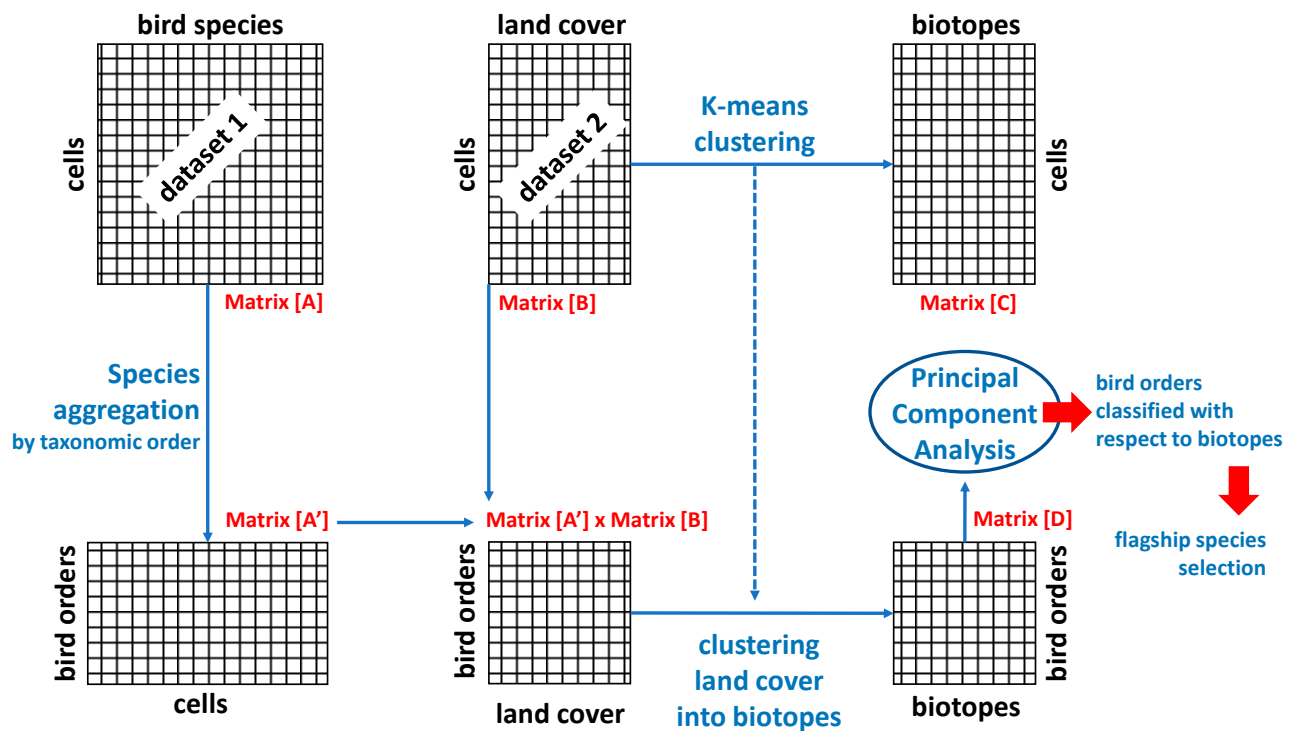 bird species
land cover
biotopes
cells
dataset 1
cells
dataset 2
K-means
clustering
cells
Matrix [A]
Matrix [B]
Matrix [C]
Species
aggregation
by taxonomic order
Principal
Component
Analysis
bird orders
classified with
respect to biotopes
Matrix [A’]
Matrix [A’] x Matrix [B]
Matrix [D]
flagship species
selection
bird orders
bird orders
bird orders
clustering
land cover
into biotopes
cells
land cover
biotopes